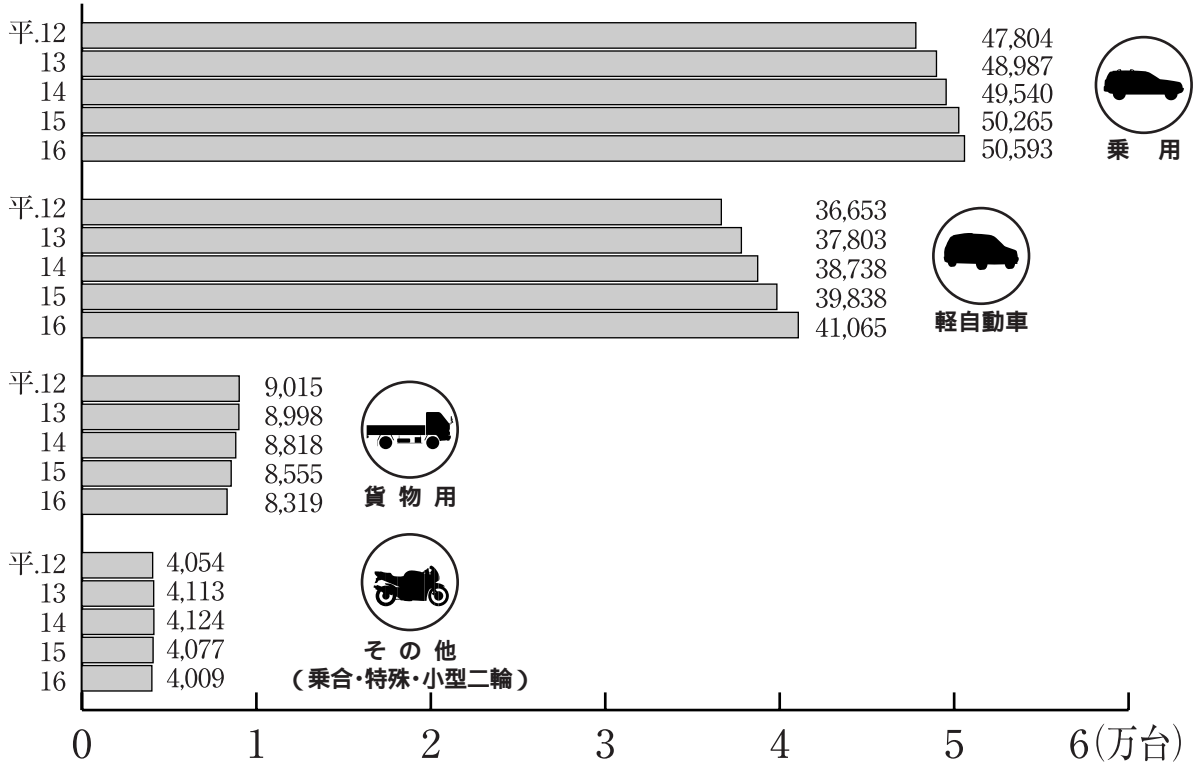 平.12 47,804
13 48,987
14 49,540
15 50,265
16 50,593
乗 用
平.12 36,653
13 37,803
14 38,738
15 39,838
16 41,065
軽自動車
平.12 9,015
13 8,998
14 8,818
15 8,555
16 8,319
貨 物 用
平.12 4,054
13 4,113
14 4,124
15 4,077
16 4,009
そ の 他
(乗合・特殊・小型二輪)
0 1 2 3 4 5 6(万台)